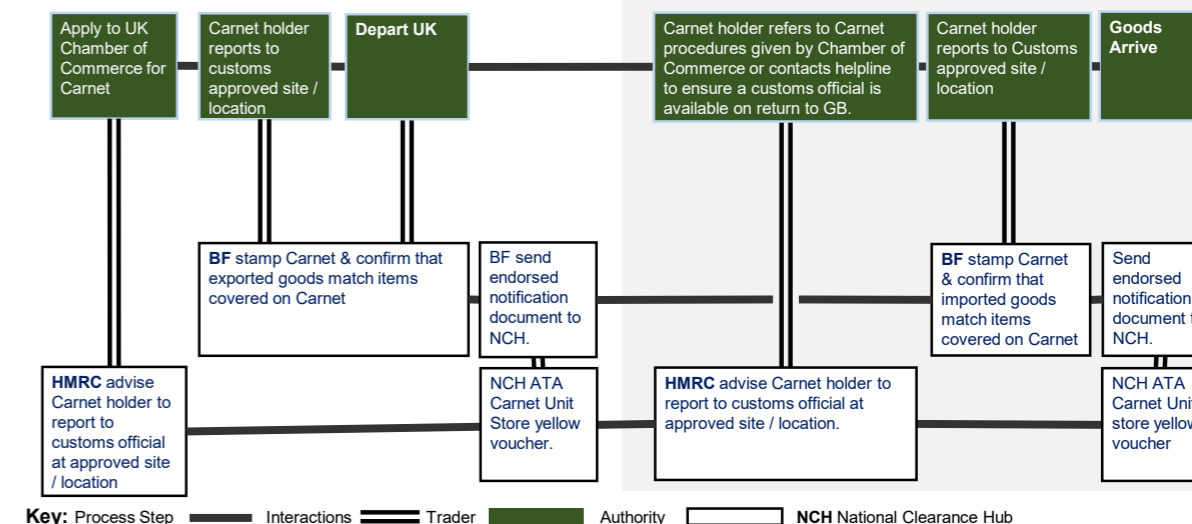 Apply to UK
Chamber of
Commerce for
Carnet
Carnet holder
reports to
customs
approved site /
location
Depart UK
Carnet holder refers to Carnet
procedures given by Chamber of
Commerce or contacts helpline
to ensure a customs official is
available on return to GB.
Carnet holder
reports to Customs
approved site /
location
Goods
Arrive
BF stamp Carnet & confirm that
exported goods match items
covered on Carnet
BF send
endorsed
notification
document to
NCH.
BF stamp Carnet
& confirm that
imported goods
match items
covered on Carnet
Send
endorsed
notification
document
NCH.
HMRC advise
Carnet holder to
report to
customs official
at approved site
/ location
NCH ATA
Carnet Unit
Store yellow
voucher.
HMRC advise Carnet holder to
report to customs official at
approved site / location.
NCH ATA
Carnet Unit
store yellow
voucher
Key: Process Step Interactions Trader Authority NCH National Clearance Hub